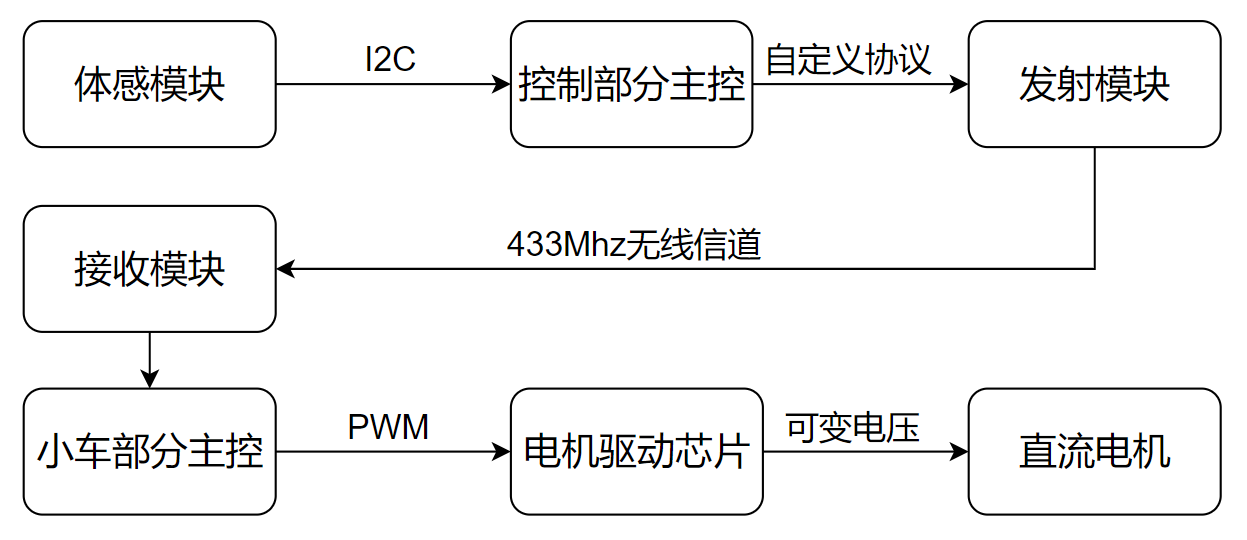 体感模块
I2C
控制部分主控
自定义协议
发射模块
433Mhz无线信道
接收模块
小车部分主控
PWM
电机驱动芯片
可变电压
直流电机